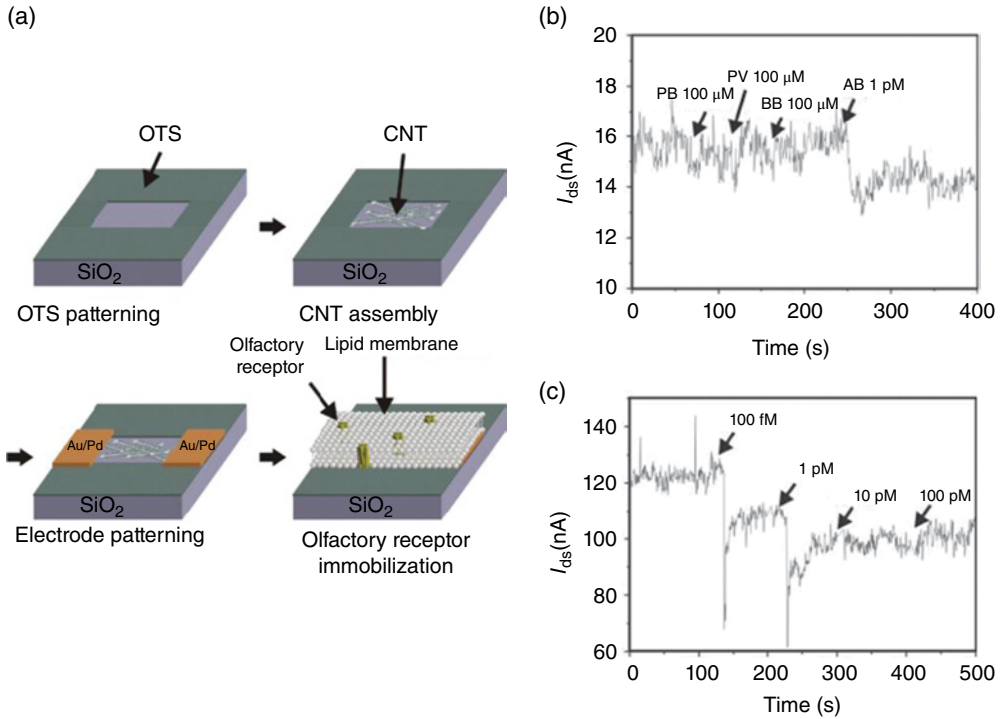 (a)
OTS
CNT
SiO₂
SiO₂
OTS patterning
CNT assembly
Olfactory
receptor
Lipid membrane
Au/Pd
Au/Pd
SiO₂
SiO₂
Electrode patterning
Olfactory receptor
immobilization
(b)
20
18
16
14
12
10
I_ds(nA)
PB 100 μM
PV 100 μM
BB 100 μM
AB 1 pM
0
100
200
300
400
Time (s)
(c)
140
120
100
80
60
I_ds(nA)
100 fM
1 pM
10 pM
100 pM
0
100
200
300
400
500
Time (s)